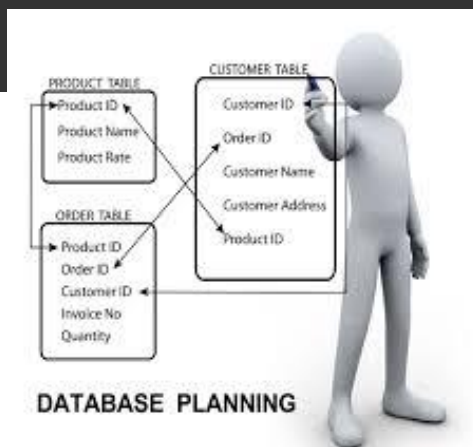 PRODUCT TABLE
Product ID
Product Name
Product Rate
CUSTOMER TABLE
Customer ID
Order ID
Customer Name
Customer Address
Product ID
ORDER TABLE
Product ID
Order ID
Customer ID
Invoice No
Quantity
DATABASE PLANNING